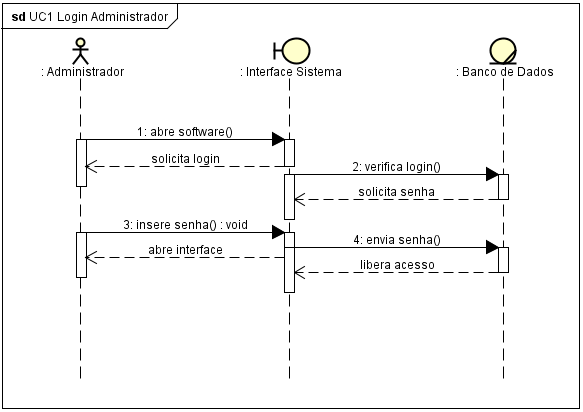 sd UC1 Login Administrador
: Administrador
: Interface Sistema
: Banco de Dados
1: abre software()
solicita login
2: verifica login()
solicita senha
3: insere senha() : void
4: envia senha()
abre interface
libera acesso